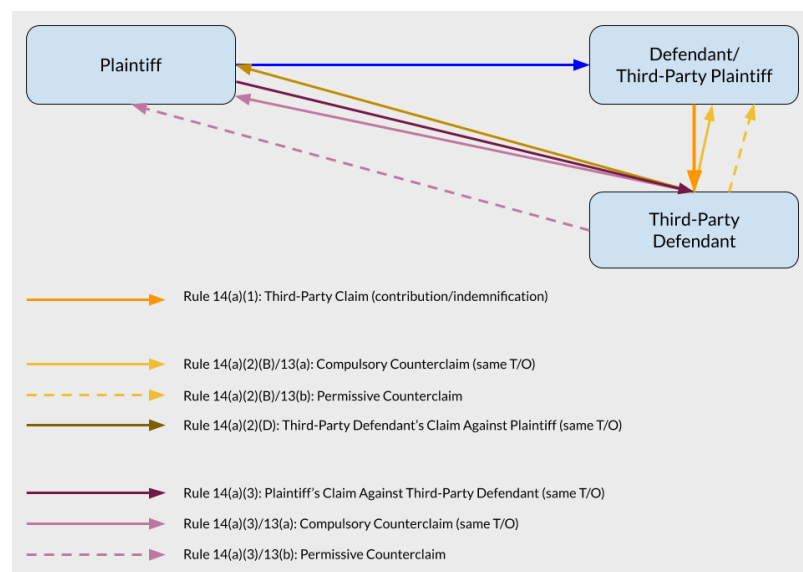 Plaintiff
Defendant/
Third-Party Plaintiff
Third-Party
Defendant
Rule 14(a)(1): Third-Party Claim (contribution/indemnification)
Rule 14(a)(2)(B)/13(a): Compulsory Counterclaim (same T/O)
Rule 14(a)(2)(B)/13(b): Permissive Counterclaim
Rule 14(a)(2)(D): Third-Party Defendant's Claim Against Plaintiff (same T/O)
Rule 14(a)(3): Plaintiff's Claim Against Third-Party Defendant (same T/O)
Rule 14(a)(3)/13(a): Compulsory Counterclaim (same T/O)
Rule 14(a)(3)/13(b): Permissive Counterclaim